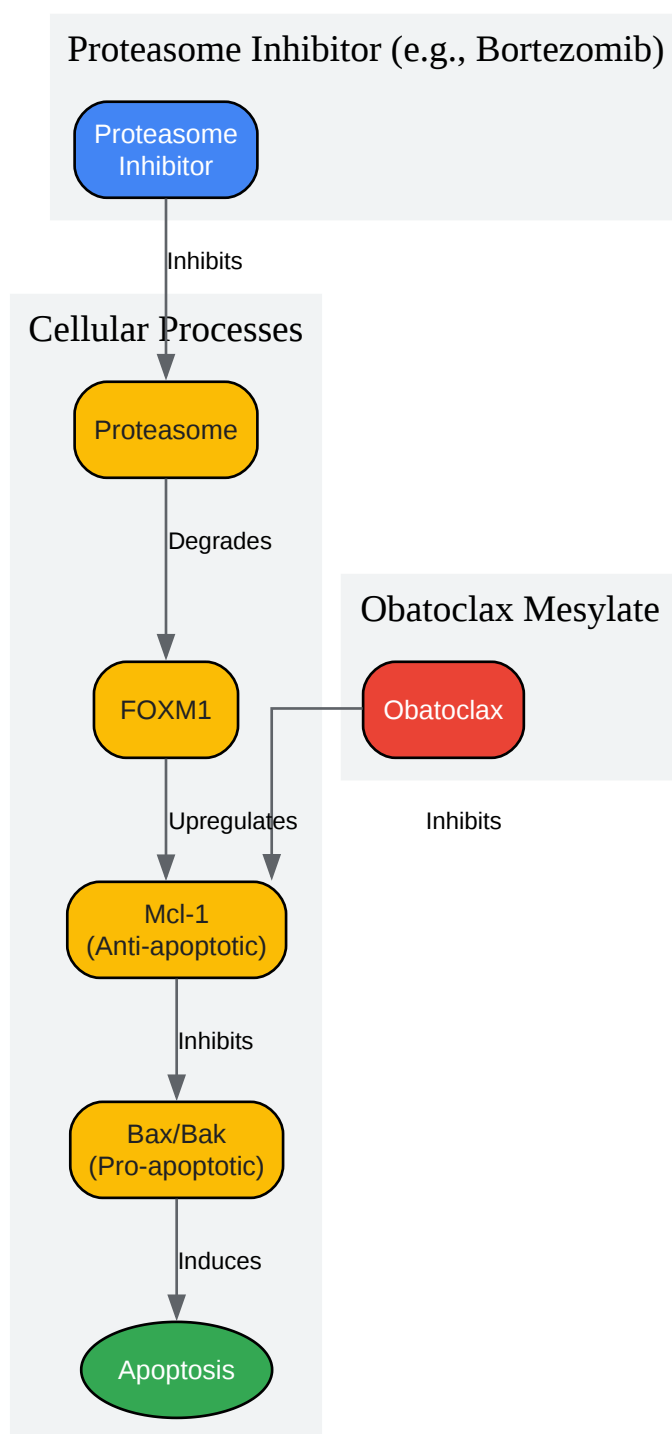 Proteasome Inhibitor (e.g., Bortezomib)
Proteasome
Inhibitor
Inhibits
Cellular Processes
Proteasome
Degrades
Obatoclax Mesylate
FOXM1
Obatoclax
Upregulates
Inhibits
Mcl-1
(Anti-apoptotic)
Inhibits
Bax/Bak
(Pro-apoptotic)
Induces
Apoptosis